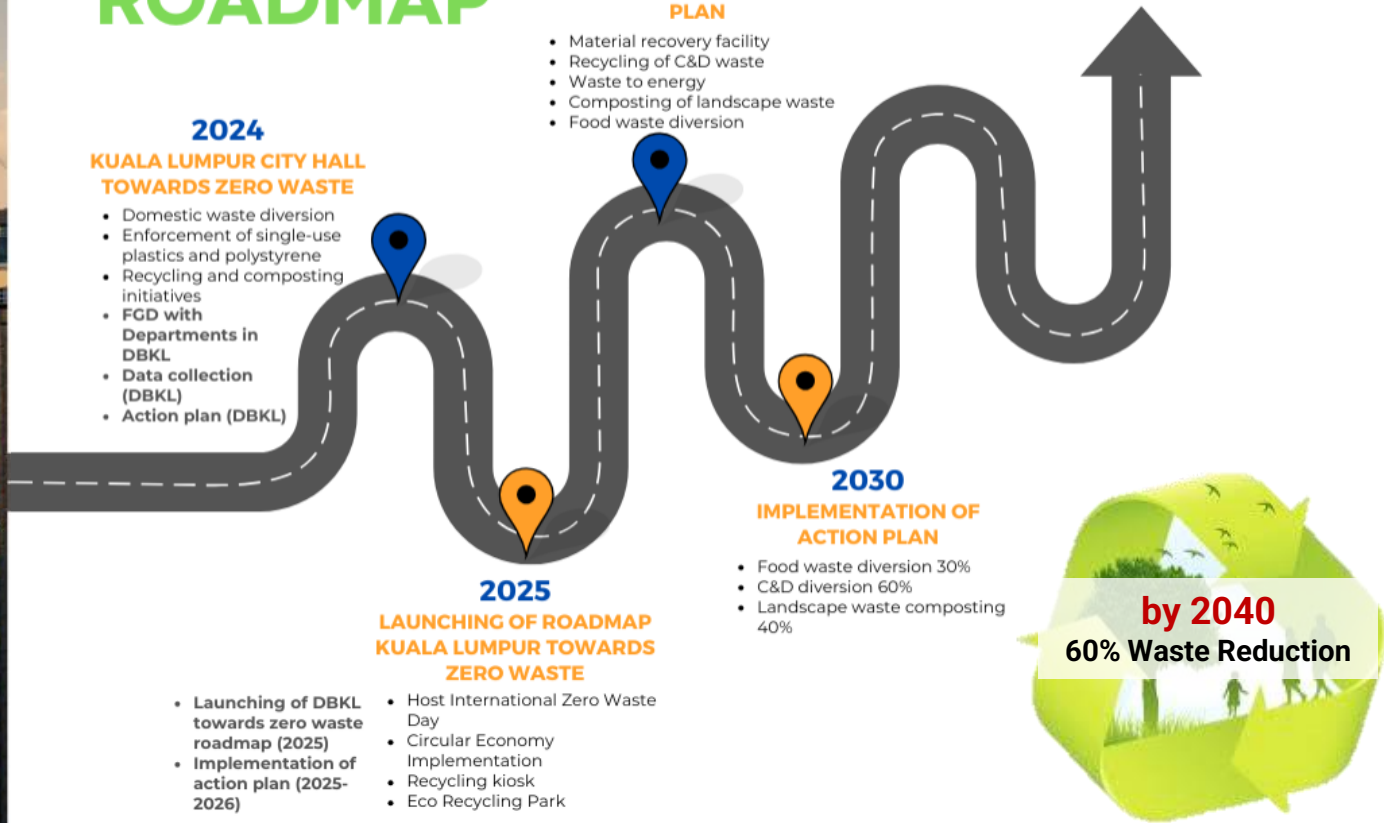 ROADMAP
PLAN
• Material recovery facility
• Recycling of C&D waste
• Waste to energy
• Composting of landscape waste
• Food waste diversion
2024
KUALA LUMPUR CITY HALL
TOWARDS ZERO WASTE
• Domestic waste diversion
• Enforcement of single-use
plastics and polystyrene
• Recycling and composting
initiatives
• FGD with
Departments in
DBKL
• Data collection
(DBKL)
• Action plan (DBKL)
2025
LAUNCHING OF ROADMAP
KUALA LUMPUR TOWARDS
ZERO WASTE
• Launching of DBKL
towards zero waste
roadmap (2025)
• Implementation of
action plan (2025-
2026)
• Host International Zero Waste
Day
• Circular Economy
Implementation
• Recycling kiosk
• Eco Recycling Park
2030
IMPLEMENTATION OF
ACTION PLAN
• Food waste diversion 30%
• C&D diversion 60%
• Landscape waste composting
40%
by 2040
60% Waste Reduction